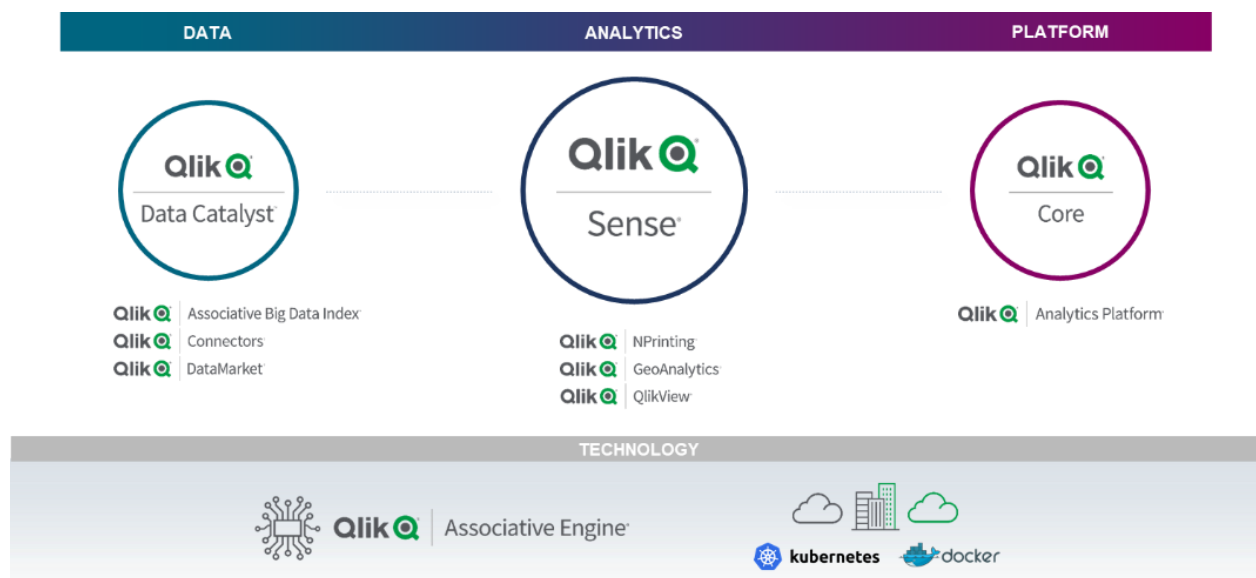 DATA ANALYTICS PLATFORM
Qlik
Data Catalyst
Qlik
Sense
Qlik
Core
Qlik Associative Big Data Index
Qlik Connectors
Qlik DataMarket
Qlik NPrinting
Qlik GeoAnalytics
Qlik QlikView
Qlik Analytics Platform
TECHNOLOGY
Qlik Associative Engine
kubernetes docker